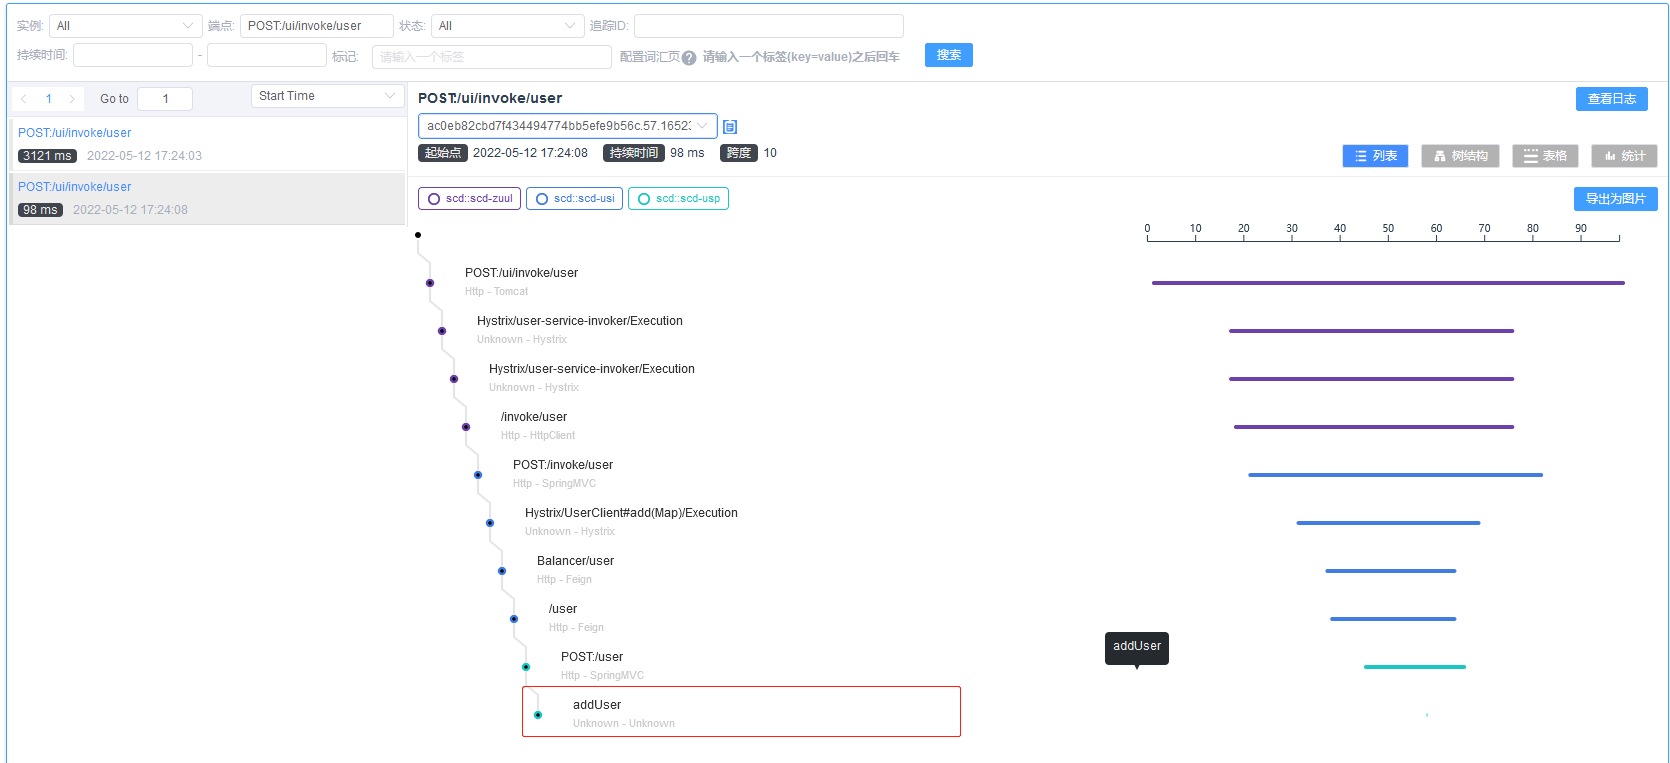 实例: All 端点: POST:/ui/invoke/user 状态: All 追踪ID:
持续时间: - 标记: 请输入一个标签 配置词汇页 ? 请输入一个标签(key=value)之后回车 搜索
1 Go to 1 Start Time
POST:/ui/invoke/user
3121 ms 2022-05-12 17:24:03
POST:/ui/invoke/user
98 ms 2022-05-12 17:24:08
POST:/ui/invoke/user 查看日志
ac0eb82cbd7f434494774bb5efe9b56c.57.16523
起始点 2022-05-12 17:24:08 持续时间 98 ms 跨度 10
列表 树结构 表格 统计
scd::scd-zuul scd::scd-usi scd::scd-usp 导出为图片
0 10 20 30 40 50 60 70 80 90
POST:/ui/invoke/user
Http - Tomcat
Hystrix/user-service-invoker/Execution
Unknown - Hystrix
Hystrix/user-service-invoker/Execution
Unknown - Hystrix
/invoke/user
Http - HttpClient
POST:/invoke/user
Http - SpringMVC
Hystrix/UserClient#add(Map)/Execution
Unknown - Hystrix
Balancer/user
Http - Feign
/user
Http - Feign
addUser
POST:/user
Http - SpringMVC
addUser
Unknown - Unknown